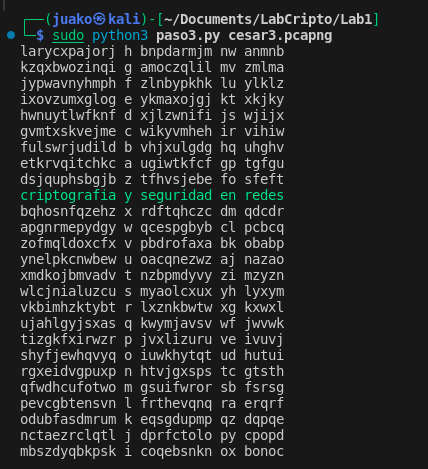 ┌──(juako㉿kali)-[~/Documents/LabCripto/Lab1]
└─$ sudo python3 paso3.py cesar3.pcapng
larycxpajorj h bnpdarmjm nw anmnb
kzqxbwozinqi g amoczqlil mv zmlma
jypwavnyhmph f zlnbypkhk lu ylklz
ixovzumxglog e ykmaxojgj kt xkjky
hwnuytlwfknf d xjlzwnifi js wjijx
gvmtxskvejme c wikyvmheh ir vihiw
fulswrjudild b vhjxulgdg hq uhghv
etkrvqitchkc a ugiwtkfcf gp tgfgu
dsjquphsbgjb z tfhvsjebe fo sfeft
criptografia y seguridad en redes
bqhosnfqzehz x rdftqhczc dm qdcdr
apgnrmepydgy w qcespgbyb cl pcbcq
zofmqldoxcfx v pbdrofaxa bk obabp
ynelpkcnwbew u oacqnezwz aj nazao
xmdkojbmvadv t nzbpmdyvy zi mzyzn
wlcjnialuzcu s myaolcxux yh lyxym
vkbimhzktybt r lxznkbwtw xg kxwxl
ujahlgyjsxas q kwymjavsv wf jwvwk
tizgkfxirwzr p jvxlizuru ve ivuvj
shyfjewhqvyq o iuwkhytqt ud hutui
rgxeidvgpuxp n htvjgxsps tc gtsth
qfwdhcufotwo m gsuifwror sb fsrsg
pevcgbtensvn l frthevqnq ra erqrf
odubfasdmrum k eqsgdupmp qz dqpqe
nctaezrclqtl j dprfctolo py cpopd
mbszdyqbkpsk i coqebsnkn ox bonoc